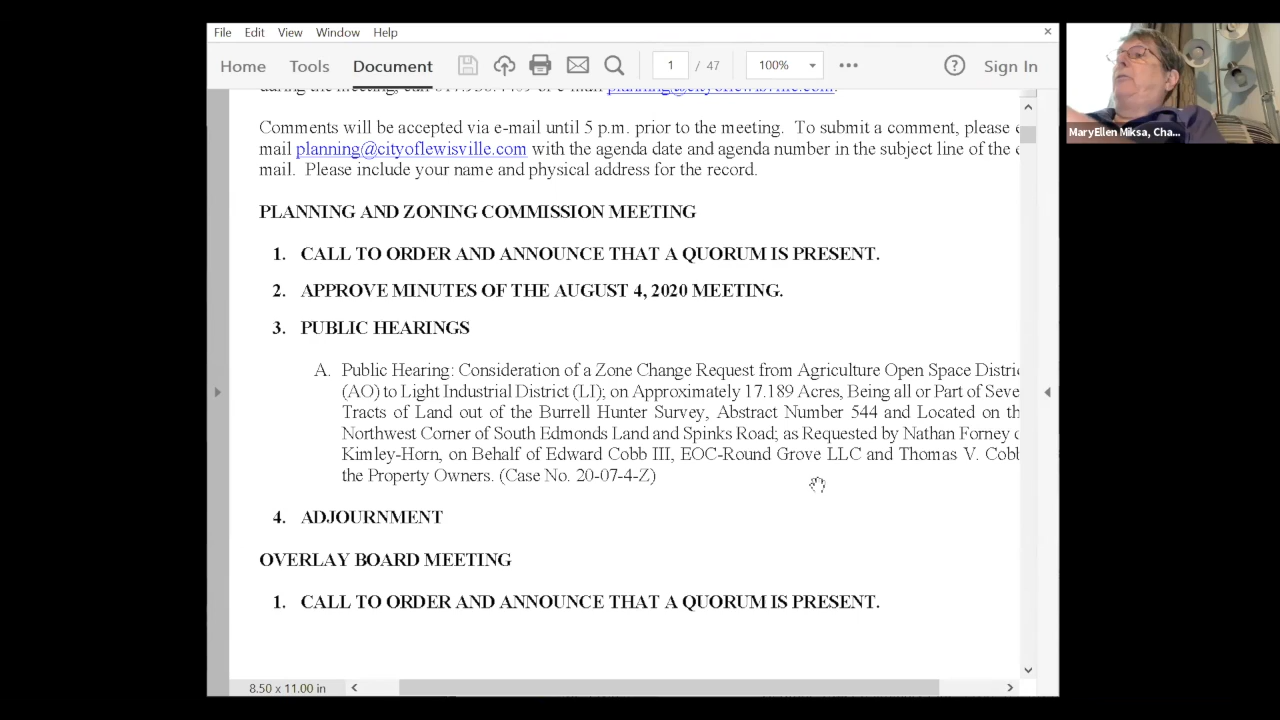 File Edit View Window Help
Home Tools Document 1 / 47 100% Sign In
MaryEllen Miksa, Cha...
planning@cityoflewisville.com.
Comments will be accepted via e-mail until 5 p.m. prior to the meeting. To submit a comment, please e
mail planning@cityoflewisville.com with the agenda date and agenda number in the subject line of the e
mail. Please include your name and physical address for the record.
PLANNING AND ZONING COMMISSION MEETING
1. CALL TO ORDER AND ANNOUNCE THAT A QUORUM IS PRESENT.
2. APPROVE MINUTES OF THE AUGUST 4, 2020 MEETING.
3. PUBLIC HEARINGS
A. Public Hearing: Consideration of a Zone Change Request from Agriculture Open Space Distric
(AO) to Light Industrial District (LI); on Approximately 17.189 Acres, Being all or Part of Seve
Tracts of Land out of the Burrell Hunter Survey, Abstract Number 544 and Located on th
Northwest Corner of South Edmonds Land and Spinks Road; as Requested by Nathan Forney o
Kimley-Horn, on Behalf of Edward Cobb III, EOC-Round Grove LLC and Thomas V. Cobb
the Property Owners. (Case No. 20-07-4-Z)
4. ADJOURNMENT
OVERLAY BOARD MEETING
1. CALL TO ORDER AND ANNOUNCE THAT A QUORUM IS PRESENT.
8.50 x 11.00 in